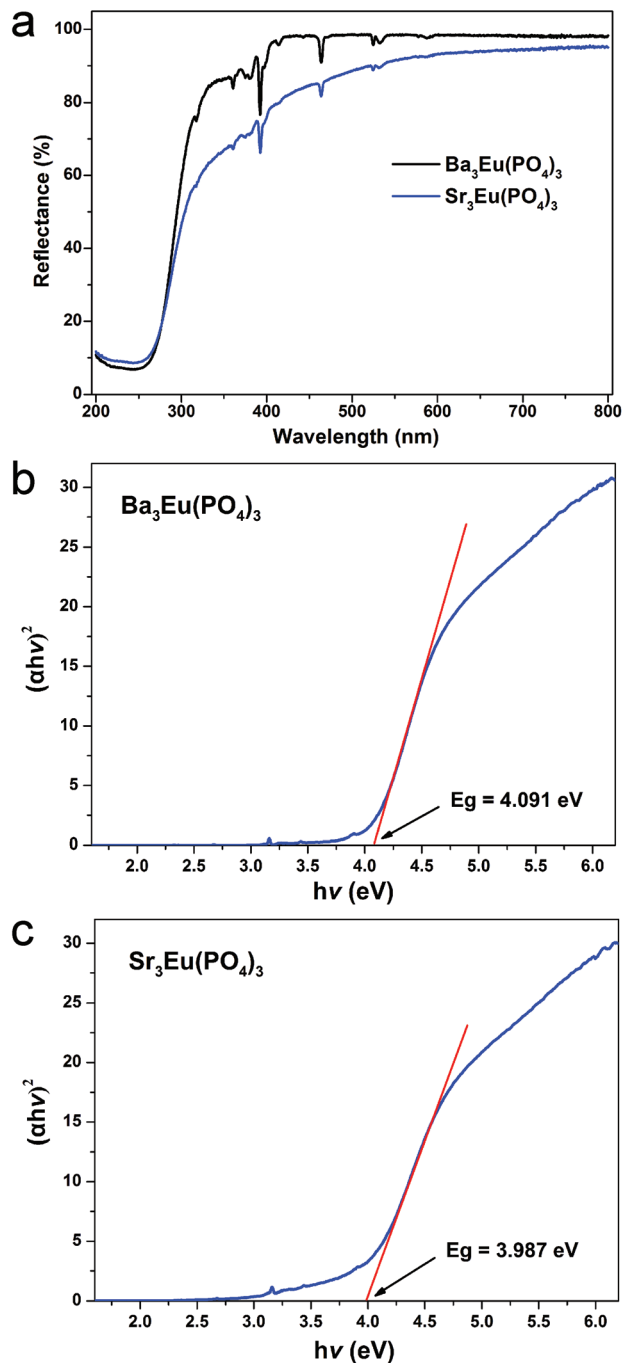 a
100
80
60
40
20
0
Reflectance (%)
Ba₃Eu(PO₄)₃
Sr₃Eu(PO₄)₃
200 300 400 500 600 700 800
Wavelength (nm)
b
Ba₃Eu(PO₄)₃
30
25
20
15
10
5
0
(αhν)²
Eg = 4.091 eV
2.0 2.5 3.0 3.5 4.0 4.5 5.0 5.5 6.0
hν (eV)
c
Sr₃Eu(PO₄)₃
30
25
20
15
10
5
0
(αhν)²
Eg = 3.987 eV
2.0 2.5 3.0 3.5 4.0 4.5 5.0 5.5 6.0
hν (eV)